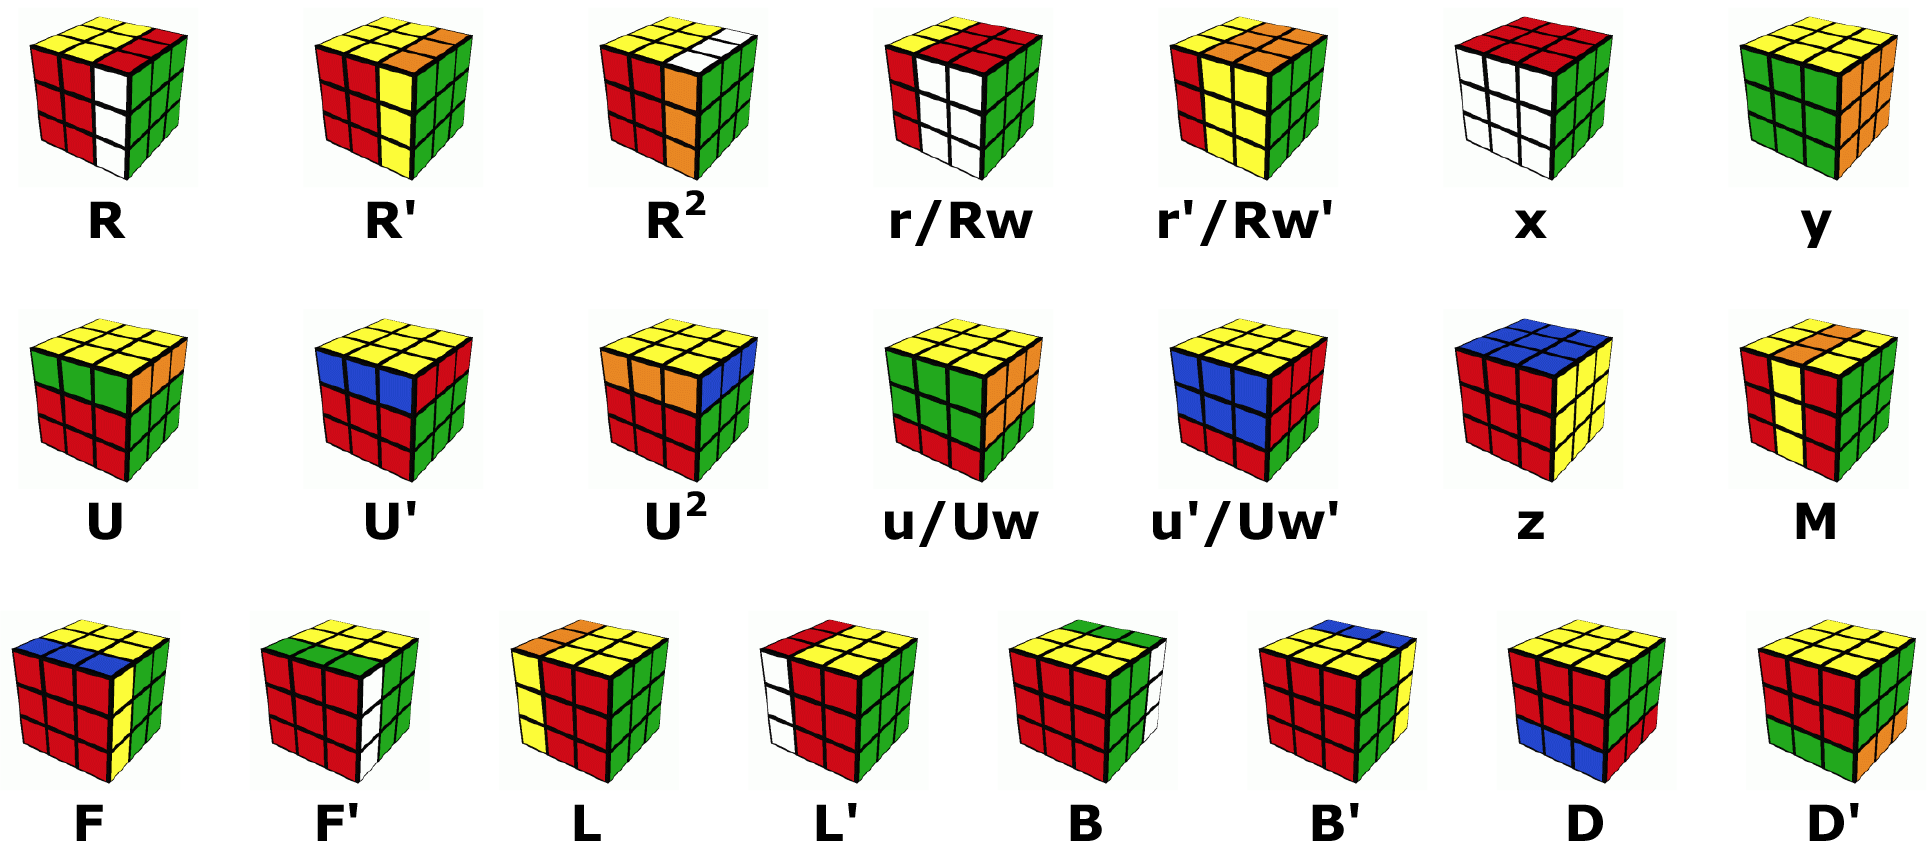 R R' R² r/Rw r'/Rw' x y
U U' U² u/Uw u'/Uw' z M
F F' L L' B B' D D'